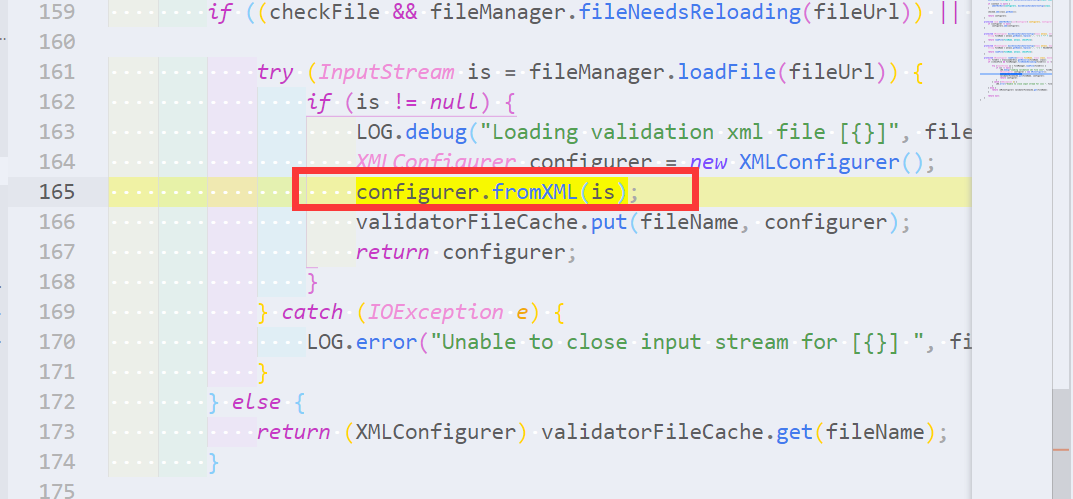 159 if ((checkFile && fileManager.fileNeedsReloading(fileUrl)) ||
160
161 try (InputStream is = fileManager.loadFile(fileUrl)) {
162 if (is != null) {
163 LOG.debug("Loading validation xml file [{}]", file
164 XMLConfigurer configurer = new XMLConfigurer();
165 configurer.fromXML(is);
166 validatorFileCache.put(fileName, configurer);
167 return configurer;
168 }
169 } catch (IOException e) {
170 LOG.error("Unable to close input stream for [{}] ", fi
171 }
172 } else {
173 return (XMLConfigurer) validatorFileCache.get(fileName);
174 }
175